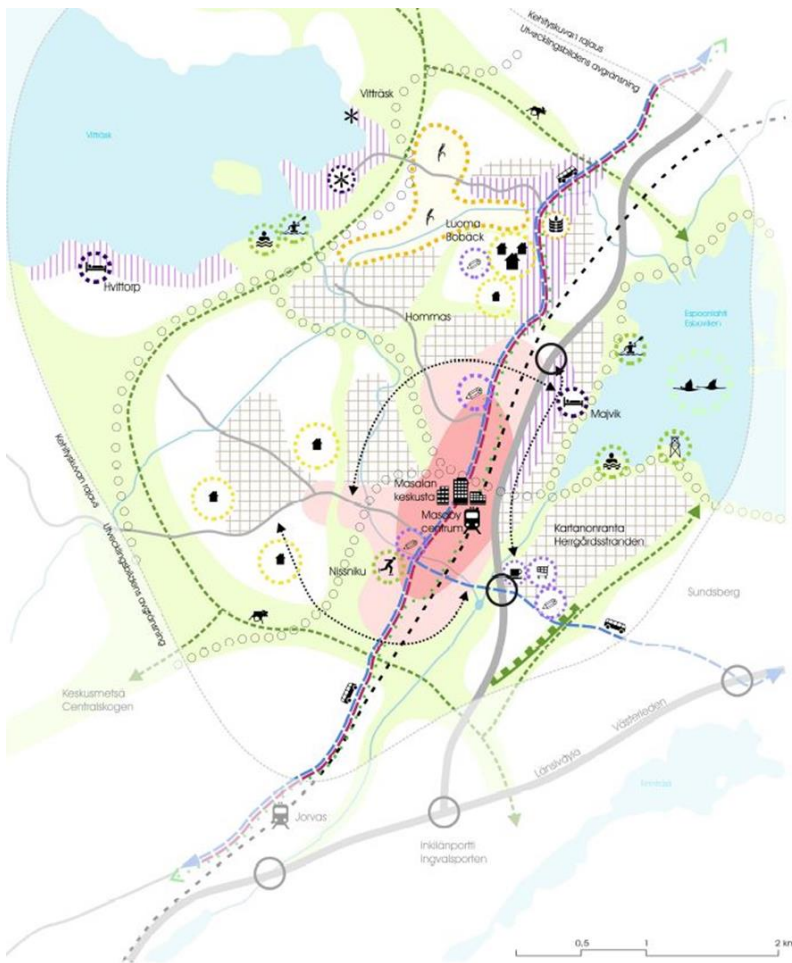 Kehityskuvan rajaus
Utvecklingsbildens avgränsning
Vitträsk
Vitträsk
Luoma
Boback
Hvittorp
Hommas
Espoonlahti
Esboviken
Majvik
Kehityskuvan rajaus
Utvecklingsbildens avgränsning
Masalan
keskusta
Masaby
centrum
Kartanonranta
Herrgårdsstranden
Nissniku
Sundsberg
Keskusmetsä
Centralskogen
Länsiväylä
Västerleden
Jorvas
Inkilänportti
Ingvalsporten
0,5
1
2 km